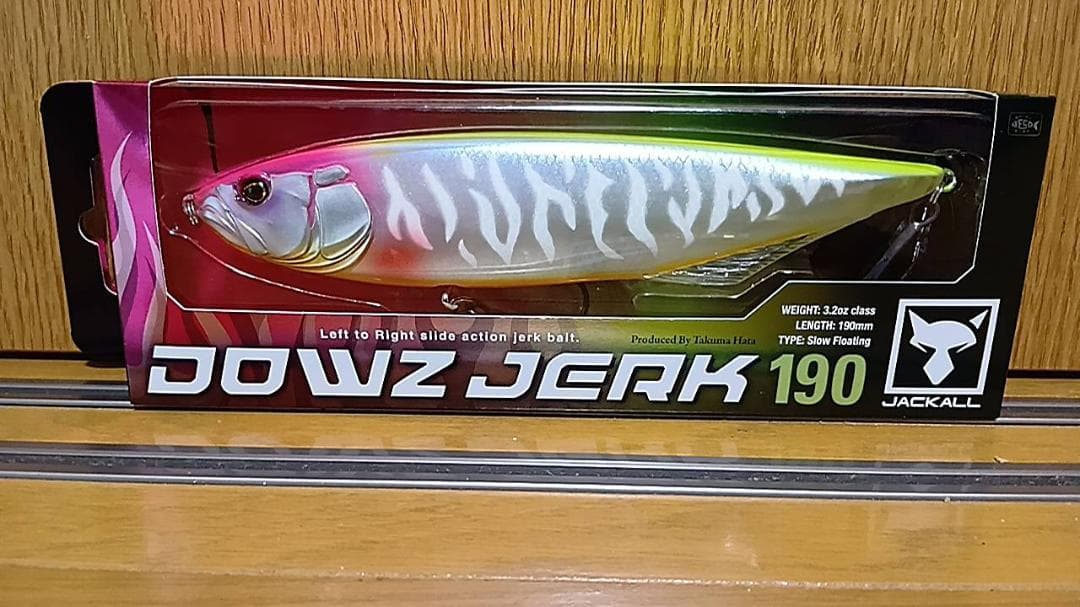 WEIGHT: 3.2oz class
LENGTH: 190mm
TYPE: Slow Floating
Left to Right slide action jerk bait.
Produced By Takuma Hata
DOWZ JERK 190
JACKALL